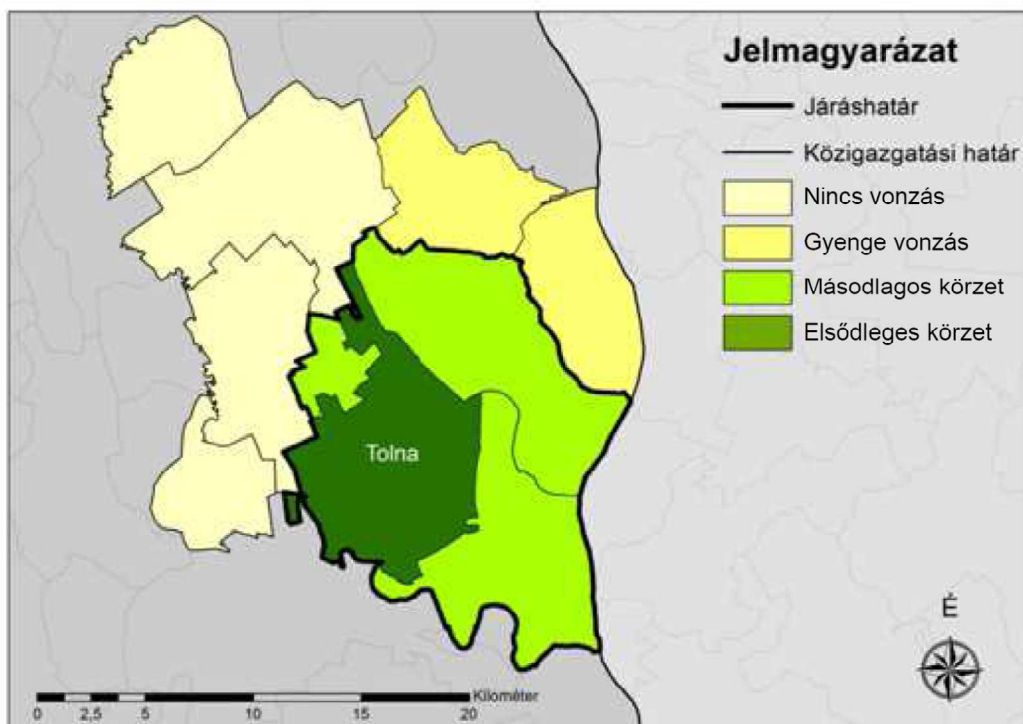 Jelmagyarázat
Járáshatár
Közigazgatási határ
Nincs vonzás
Gyenge vonzás
Másodlagos körzet
Elsődleges körzet
Tolna
É
Kilométer
0 2,5 5 10 15 20